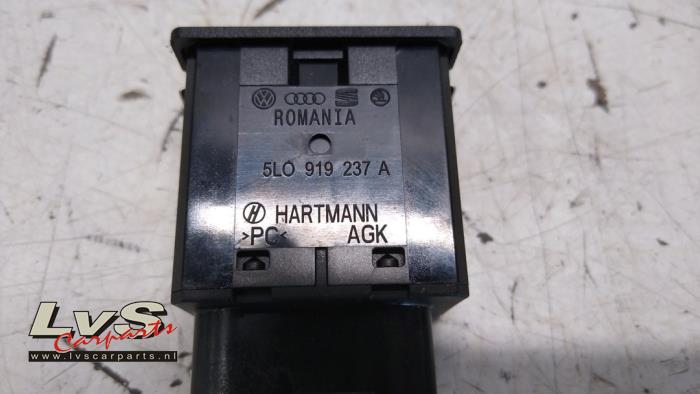 ROMANIA
5L0 919 237 A
HARTMANN
>PC< AGK
LvS
Carparts
www.lvscarparts.nl